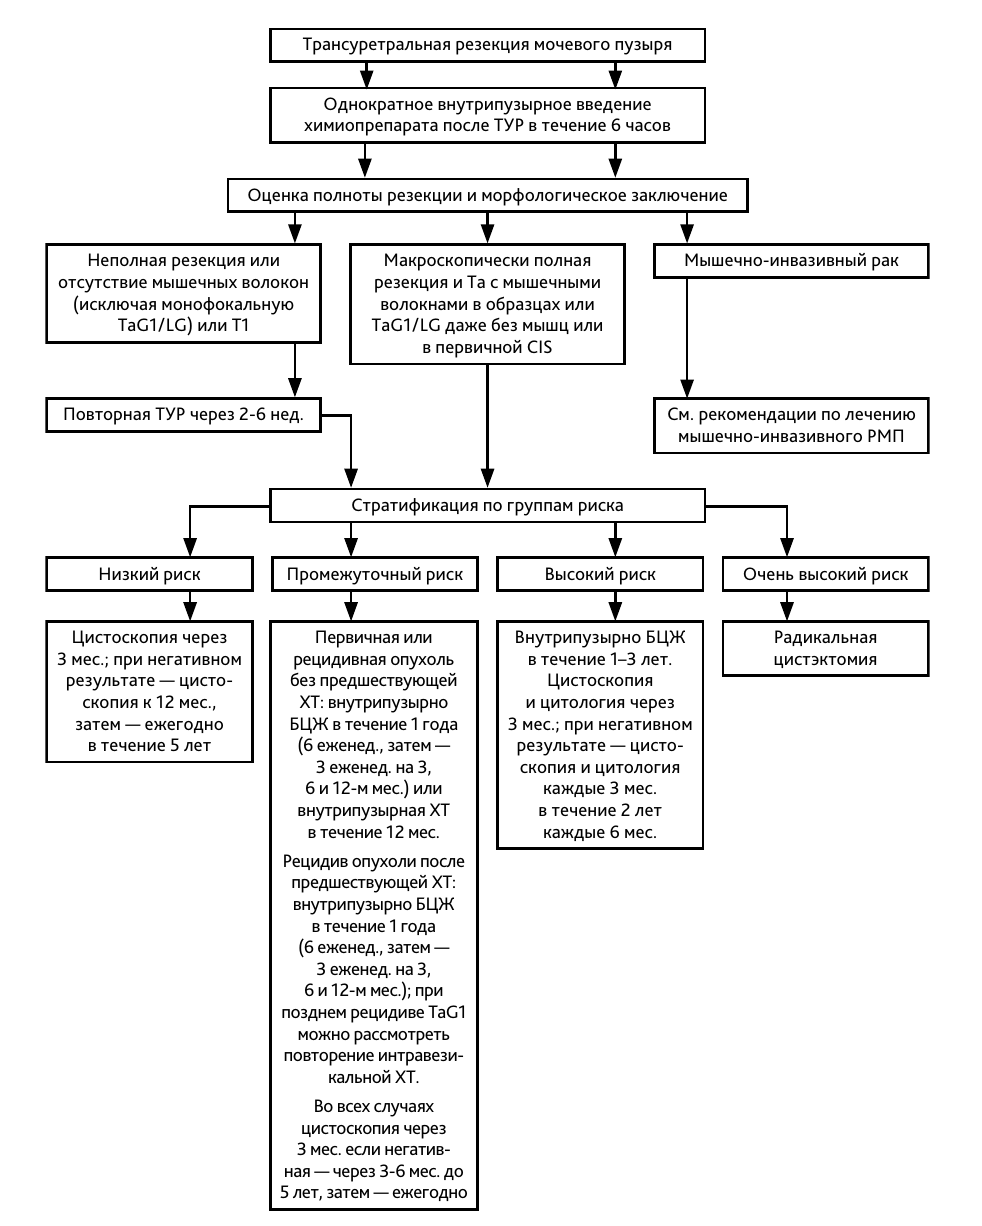 Трансуретральная резекция мочевого пузыря
Однократное внутрипузырное введение
химиопрепарата после ТУР в течение 6 часов
Оценка полноты резекции и морфологическое заключение
Неполная резекция или
отсутствие мышечных волокон
(исключая монофокальную
TaG1/LG) или T1
Макроскопически полная
резекция и Ta с мышечными
волокнами в образцах или
TaG1/LG даже без мышц или
в первичной CIS
Мышечно-инвазивный рак
Повторная ТУР через 2-6 нед.
См. рекомендации по лечению
мышечно-инвазивного РМП
Стратификация по группам риска
Низкий риск
Промежуточный риск
Высокий риск
Очень высокий риск
Цистоскопия через
3 мес.; при негативном
результате — цисто-
скопия к 12 мес.,
затем — ежегодно
в течение 5 лет
Первичная или
рецидивная опухоль
без предшествующей
ХТ: внутрипузырно
БЦЖ в течение 1 года
(6 еженед., затем —
3 еженед. на 3,
6 и 12-м мес.) или
внутрипузырная ХТ
в течение 12 мес.
Рецидив опухоли после
предшествующей ХТ:
внутрипузырно БЦЖ
в течение 1 года
(6 еженед., затем —
3 еженед. на 3,
6 и 12-м мес.); при
позднем рецидиве TaG1
можно рассмотреть
повторение интравези-
кальной ХТ.
Во всех случаях
цистоскопия через
3 мес. если негатив-
ная — через 3-6 мес. до
5 лет, затем — ежегодно
Внутрипузырно БЦЖ
в течение 1–3 лет.
Цистоскопия
и цитология через
3 мес.; при негативном
результате — цисто-
скопия и цитология
каждые 3 мес.
в течение 2 лет
каждые 6 мес.
Радикальная
цистэктомия